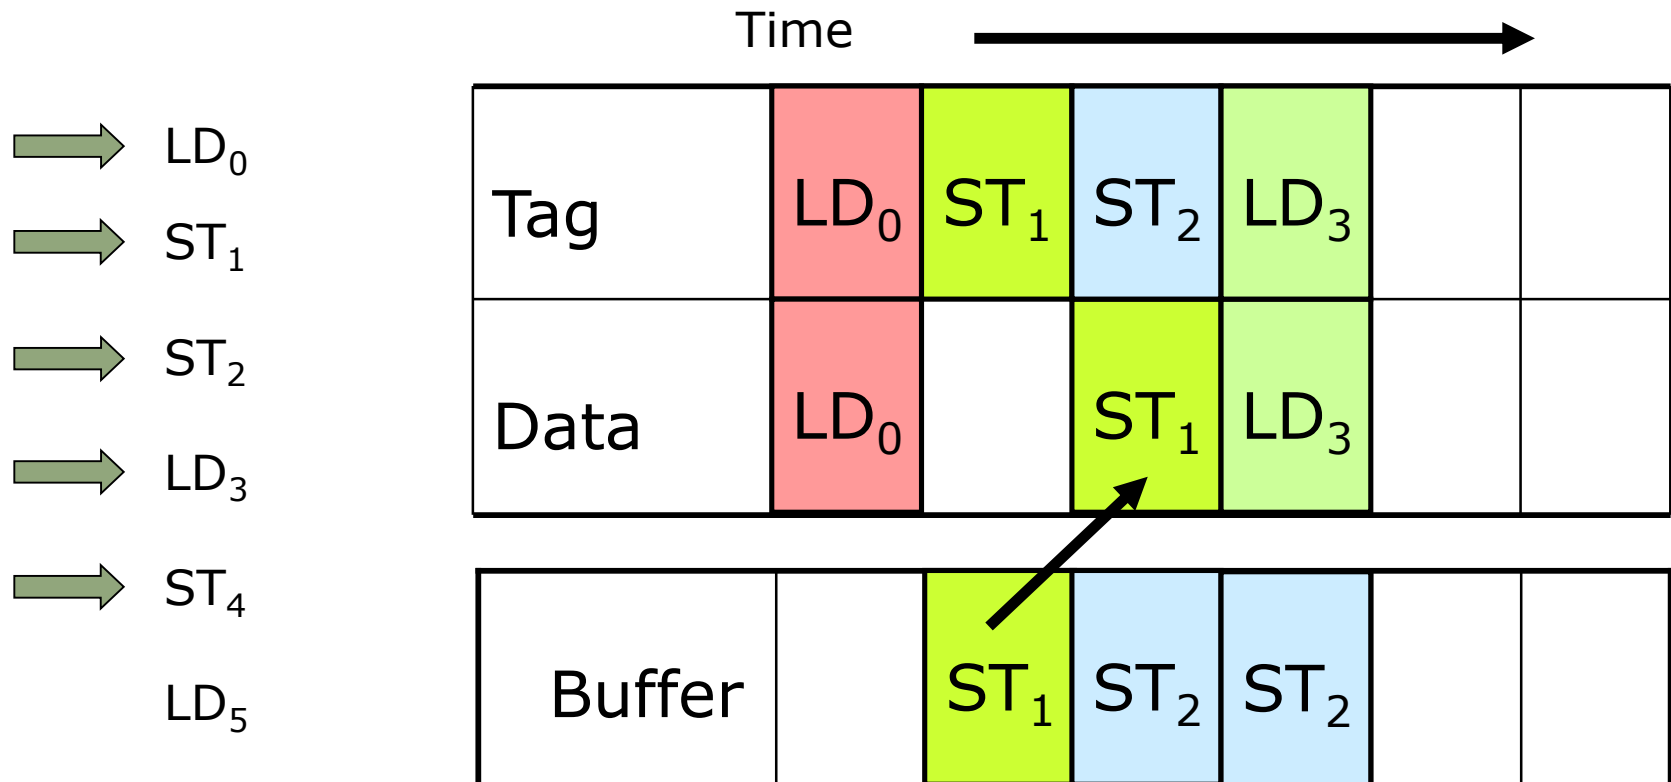 Time
LD₀
ST₁
ST₂
LD₃
ST₄
LD₅
Tag LD₀ ST₁ ST₂ LD₃
Data LD₀ ST₁ LD₃
Buffer ST₁ ST₂ ST₂